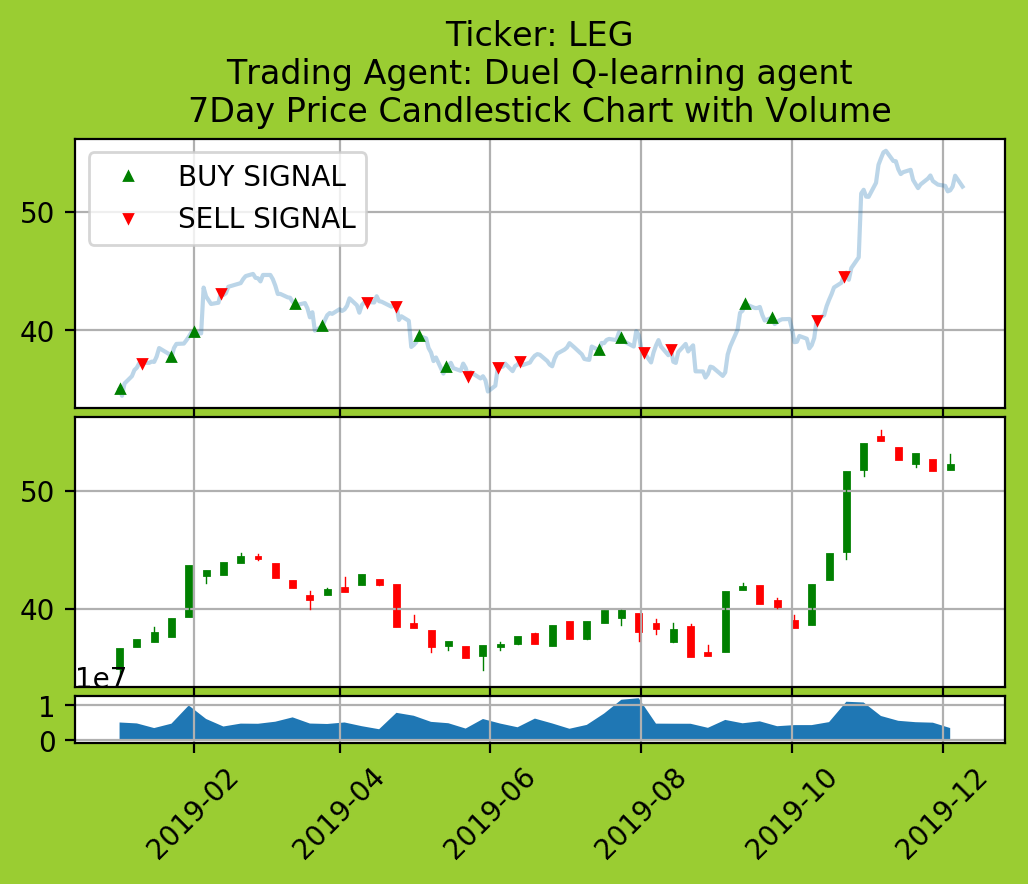 Ticker: LEG
Trading Agent: Duel Q-learning agent
7Day Price Candlestick Chart with Volume
BUY SIGNAL
SELL SIGNAL
50
40
50
40
1e7
1
0
2019-02
2019-04
2019-06
2019-08
2019-10
2019-12